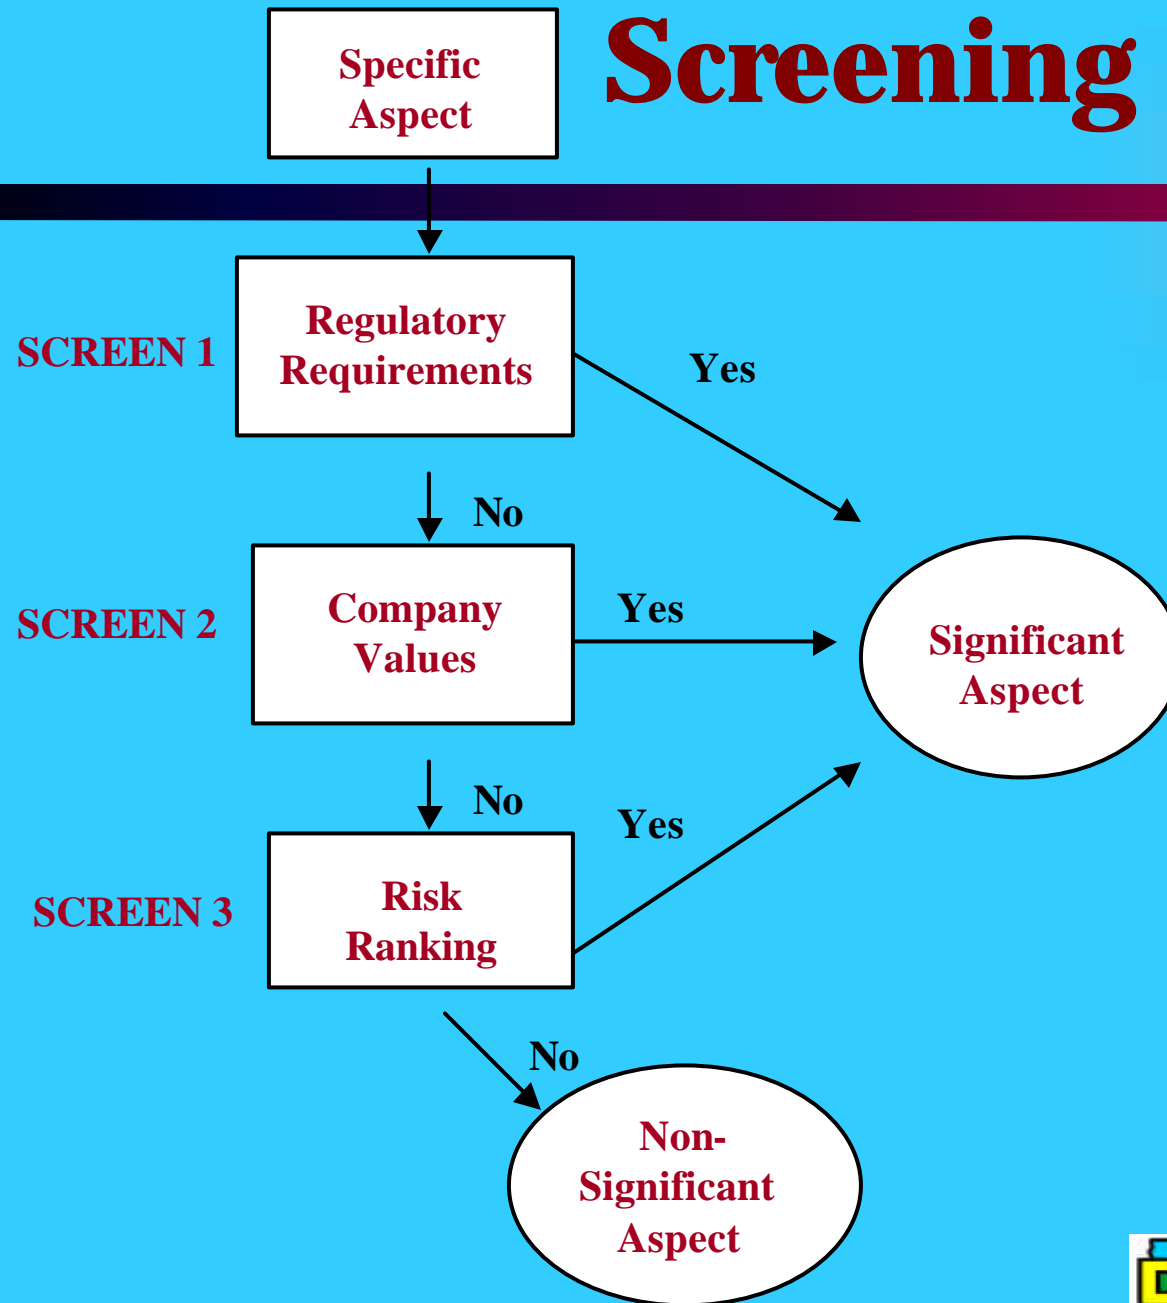 Screening
Specific
Aspect
SCREEN 1
Regulatory
Requirements
Yes
No
SCREEN 2
Company
Values
Yes
Significant
Aspect
No
SCREEN 3
Risk
Ranking
Yes
No
Non-
Significant
Aspect